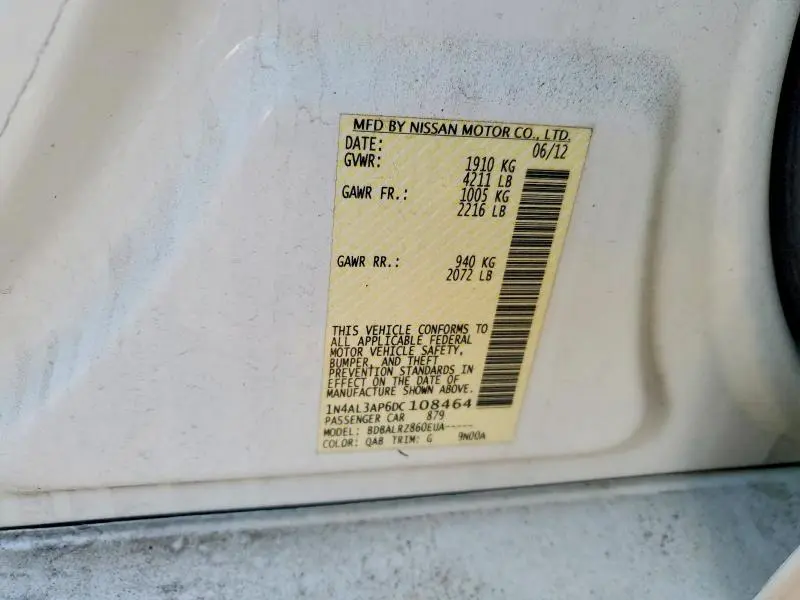 MFD BY NISSAN MOTOR CO., LTD.
DATE: 06/12
GVWR: 1910 KG
4211 LB
GAWR FR.: 1005 KG
2216 LB
GAWR RR.: 940 KG
2072 LB
THIS VEHICLE CONFORMS TO
ALL APPLICABLE FEDERAL
MOTOR VEHICLE SAFETY,
BUMPER, AND THEFT
PREVENTION STANDARDS IN
EFFECT ON THE DATE OF
MANUFACTURE SHOWN ABOVE.
1N4AL3AP6DC 108464
PASSENGER CAR 879
MODEL: BDBALRZ860EUA-----
COLOR: QAB TRIM: G 9N00A